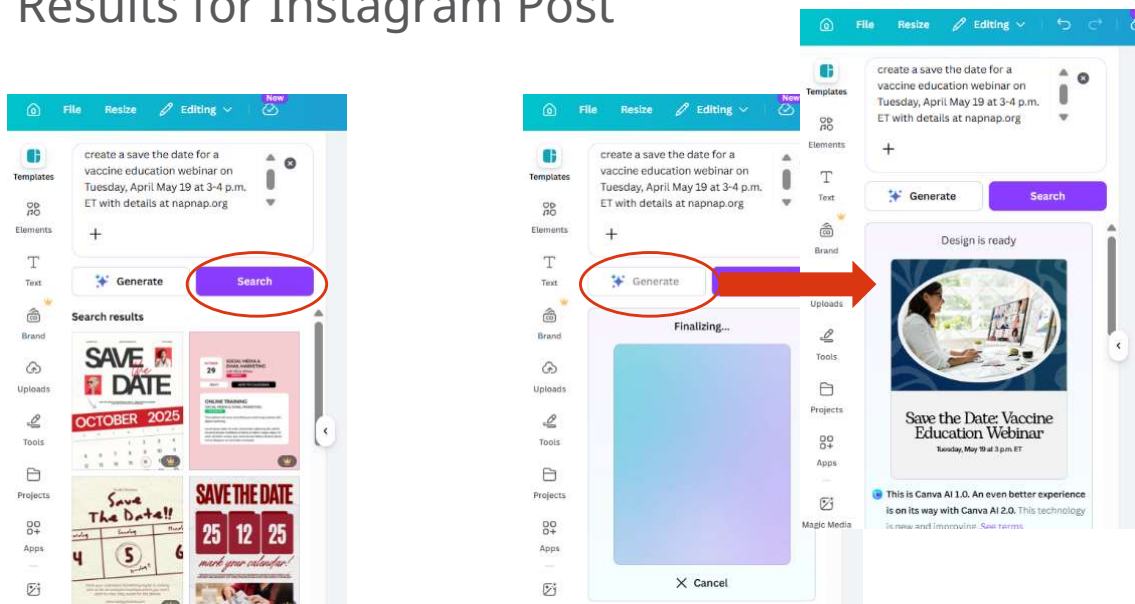 Results for Instagram Post
File Resize Editing
New
Templates
Elements
Text
Brand
Uploads
Tools
Projects
Apps
create a save the date for a
vaccine education webinar on
Tuesday, April May 19 at 3-4 p.m.
ET with details at napnap.org
+
Generate
Search
Search results
SAVE
the
DATE
OCTOBER 2025
29
SOCIAL MEDIA &
EMAIL MARKETING
ONLINE TRAINING
Save
The Date!!
4
5
6
SAVE THE DATE
25 12 25
mark your calendar!
File Resize Editing
New
Templates
Elements
Text
Brand
Uploads
Tools
Projects
Apps
create a save the date for a
vaccine education webinar on
Tuesday, April May 19 at 3-4 p.m.
ET with details at napnap.org
+
Generate
Finalizing...
Cancel
File Resize Editing
Templates
Elements
Text
Brand
Uploads
Tools
Projects
Apps
Magic Media
create a save the date for a
vaccine education webinar on
Tuesday, April May 19 at 3-4 p.m.
ET with details at napnap.org
+
Generate
Search
Design is ready
Save the Date: Vaccine
Education Webinar
Tuesday, May 19 at 3 p.m. ET
This is Canva AI 1.0. An even better experience
is on its way with Canva AI 2.0. This technology
is new and improving. See terms